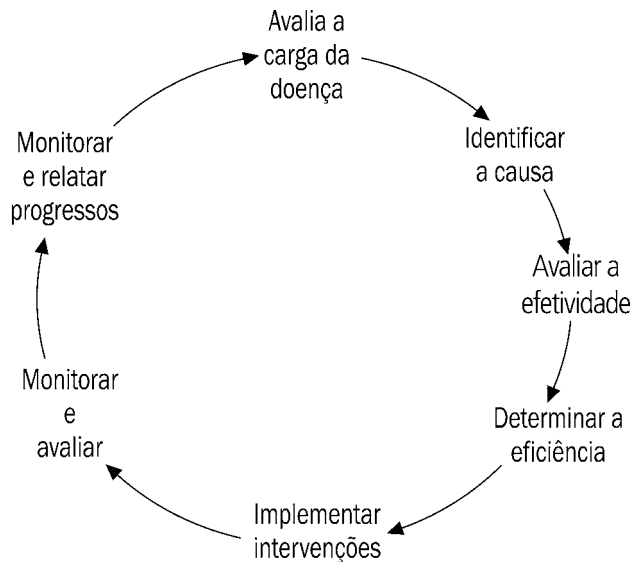 Avalia a
carga da
doença
Identificar
a causa
Avaliar a
efetividade
Determinar a
eficiência
Implementar
intervenções
Monitorar
e
avaliar
Monitorar
e relatar
progressos